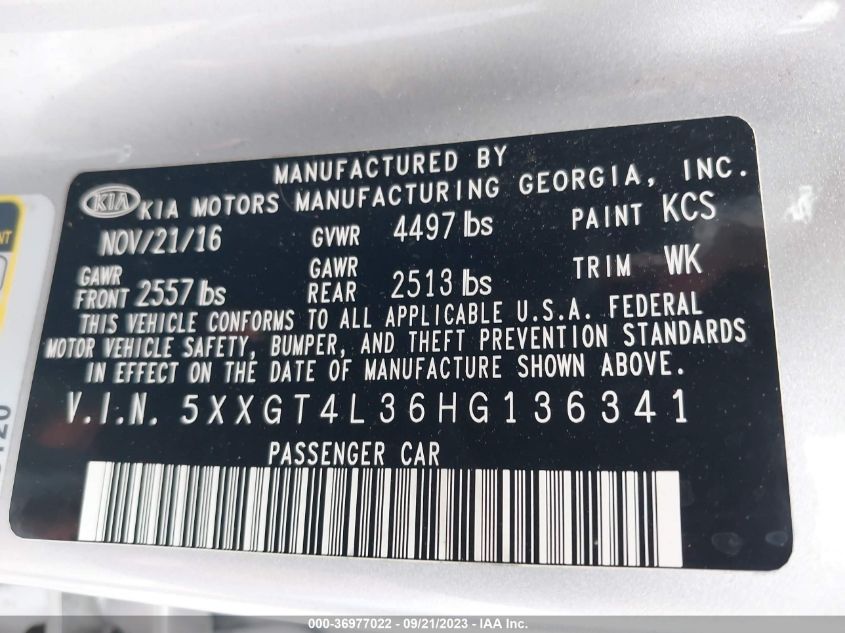 MANUFACTURED BY
KIA KIA MOTORS MANUFACTURING GEORGIA, INC.
NOV/21/16 GVWR 4497 lbs PAINT KCS
GAWR FRONT 2557 lbs GAWR REAR 2513 lbs TRIM WK
THIS VEHICLE CONFORMS TO ALL APPLICABLE U.S.A. FEDERAL
MOTOR VEHICLE SAFETY, BUMPER, AND THEFT PREVENTION STANDARDS
IN EFFECT ON THE DATE OF MANUFACTURE SHOWN ABOVE.
V.I.N. 5XXGT4L36HG136341
PASSENGER CAR
000-36977022 - 09/21/2023 - IAA Inc.